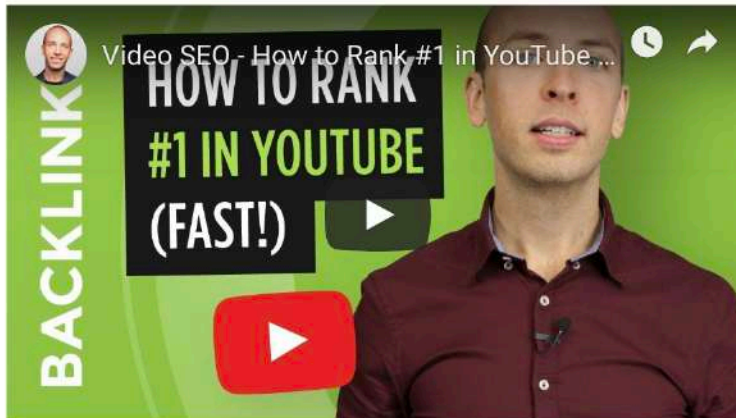 Video SEO - How to Rank #1 in YouTube ...
HOW TO RANK
#1 IN YOUTUBE
(FAST!)
BACKLINK